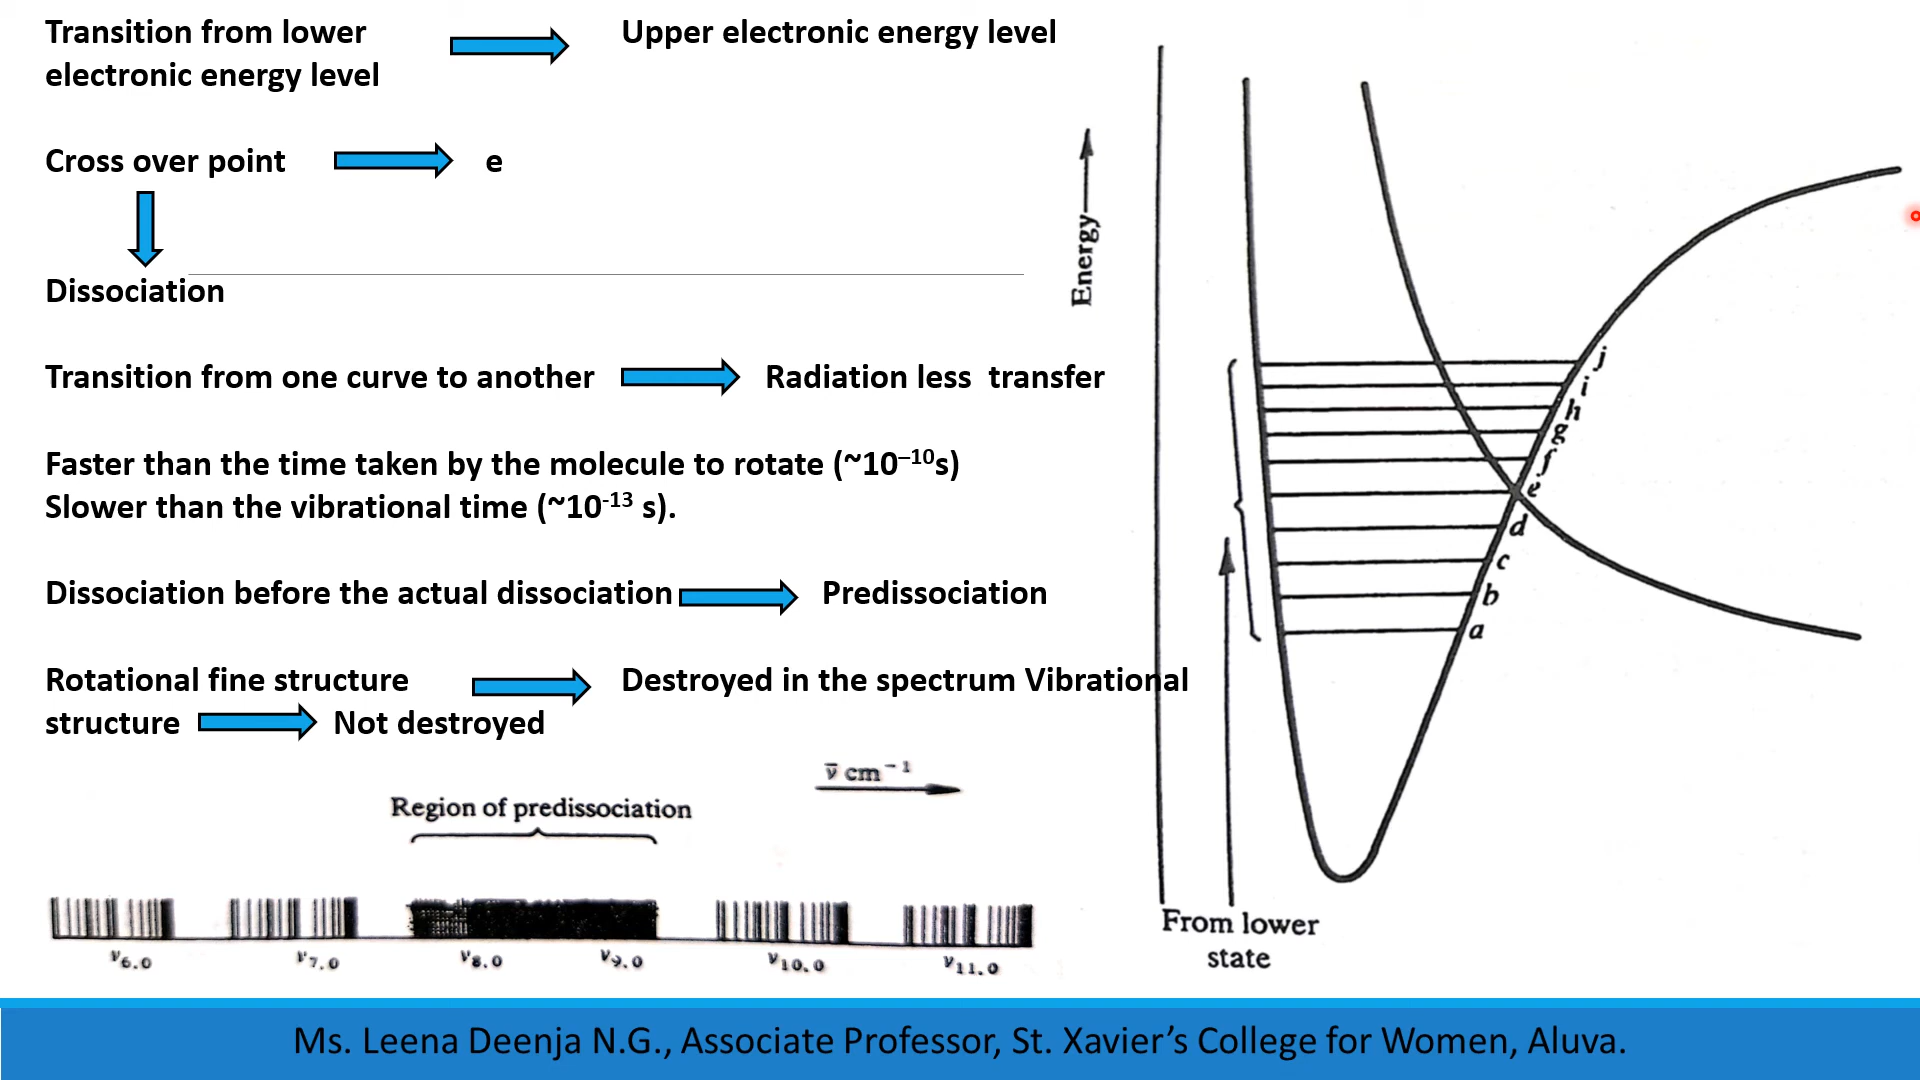 Transition from lower
electronic energy level
Upper electronic energy level
Cross over point
e
Dissociation
Transition from one curve to another
Radiation less transfer
Faster than the time taken by the molecule to rotate (~10⁻¹⁰s)
Slower than the vibrational time (~10⁻¹³ s).
Dissociation before the actual dissociation
Predissociation
Rotational fine structure
Destroyed in the spectrum Vibrational
structure
Not destroyed
ν̄ cm⁻¹
Region of predissociation
ν₆.₀
ν₇.₀
ν₈.₀
ν₉.₀
ν₁₀.₀
ν₁₁.₀
Energy
j
i
h
g
f
e
d
c
b
a
From lower
state
Ms. Leena Deenja N.G., Associate Professor, St. Xavier’s College for Women, Aluva.